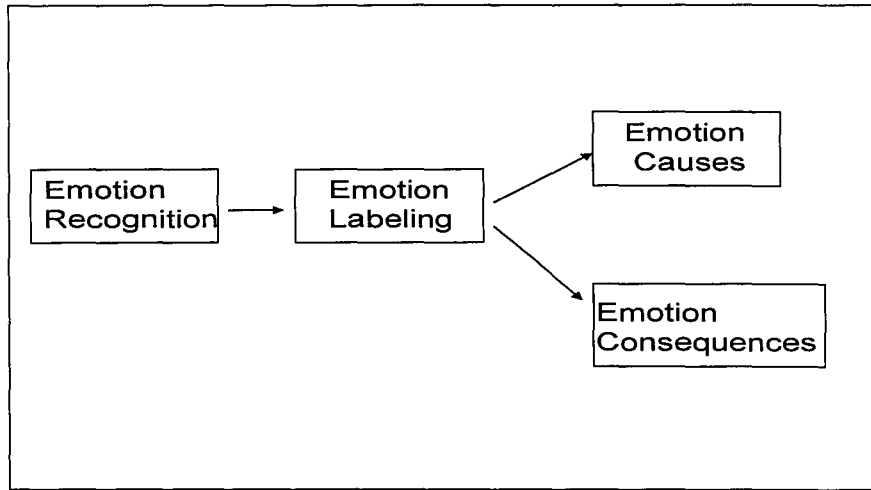 Emotion
Recognition
Emotion
Labeling
Emotion
Causes
Emotion
Consequences